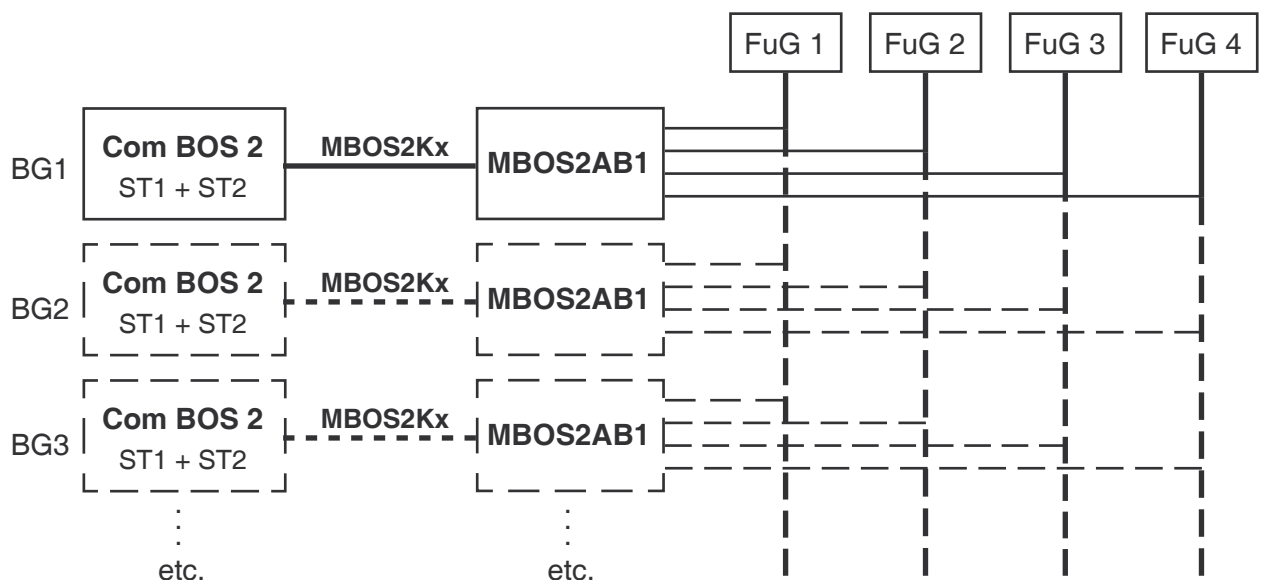 FuG 1 FuG 2 FuG 3 FuG 4
BG1 Com BOS 2 MBOS2Kx MBOS2AB1
ST1 + ST2
BG2 Com BOS 2 MBOS2Kx MBOS2AB1
ST1 + ST2
BG3 Com BOS 2 MBOS2Kx MBOS2AB1
ST1 + ST2
etc. etc.